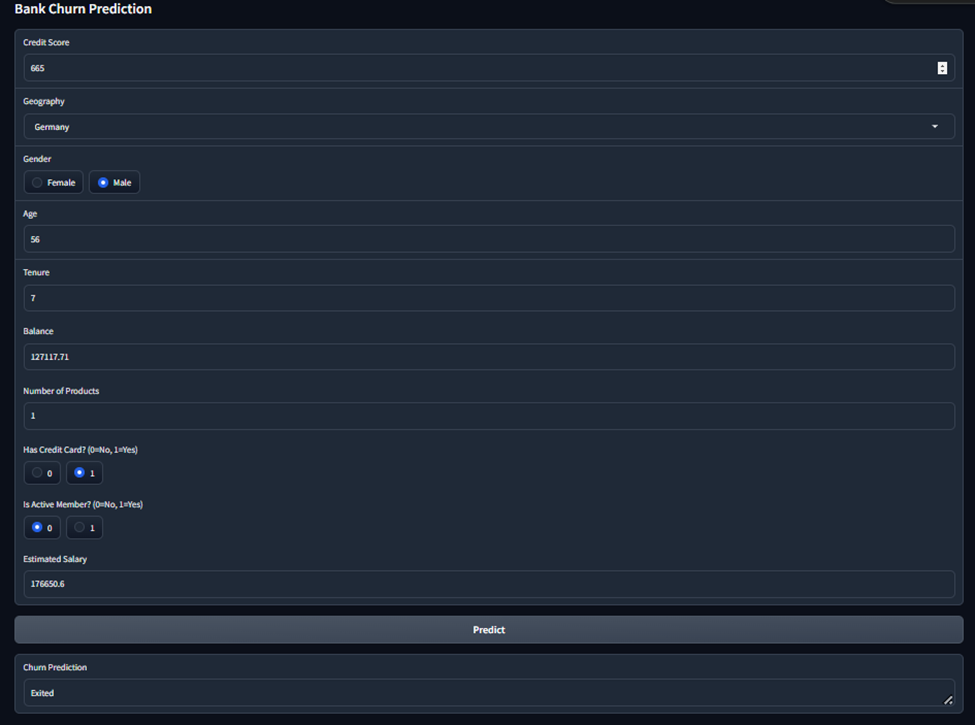 Bank Churn Prediction
Credit Score
665
Geography
Germany
Gender
Female Male
Age
56
Tenure
7
Balance
127117.71
Number of Products
1
Has Credit Card? (0=No, 1=Yes)
0 1
Is Active Member? (0=No, 1=Yes)
0 1
Estimated Salary
176650.6
Predict
Churn Prediction
Exited